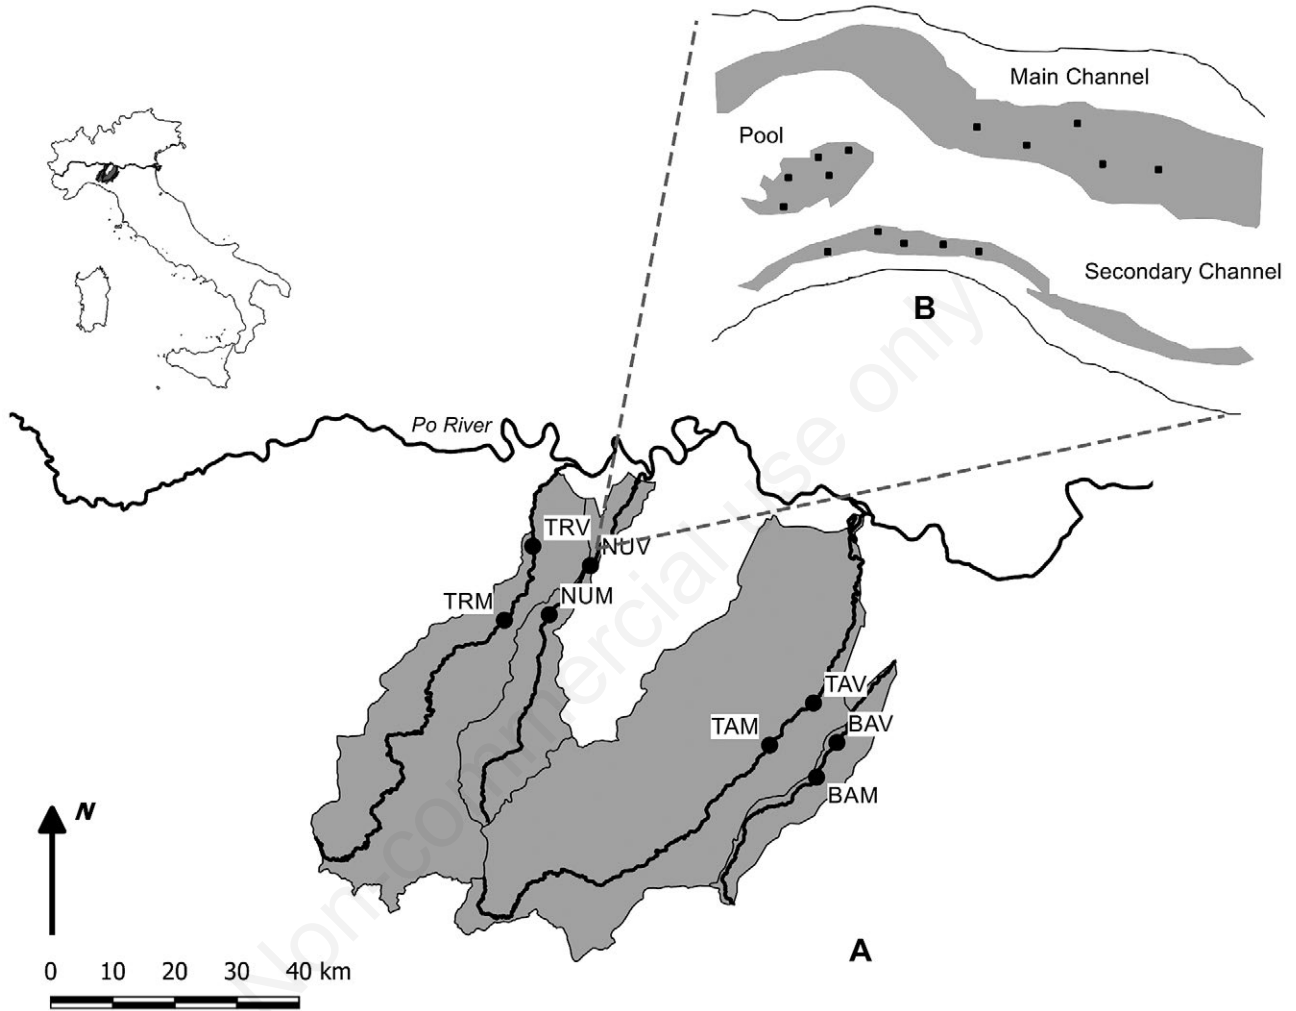 Main Channel
Pool
Secondary Channel
B
Po River
TRV
NUV
TRM
NUM
TAV
TAM
BAV
BAM
N
A
0 10 20 30 40 km
Non-commercial use only